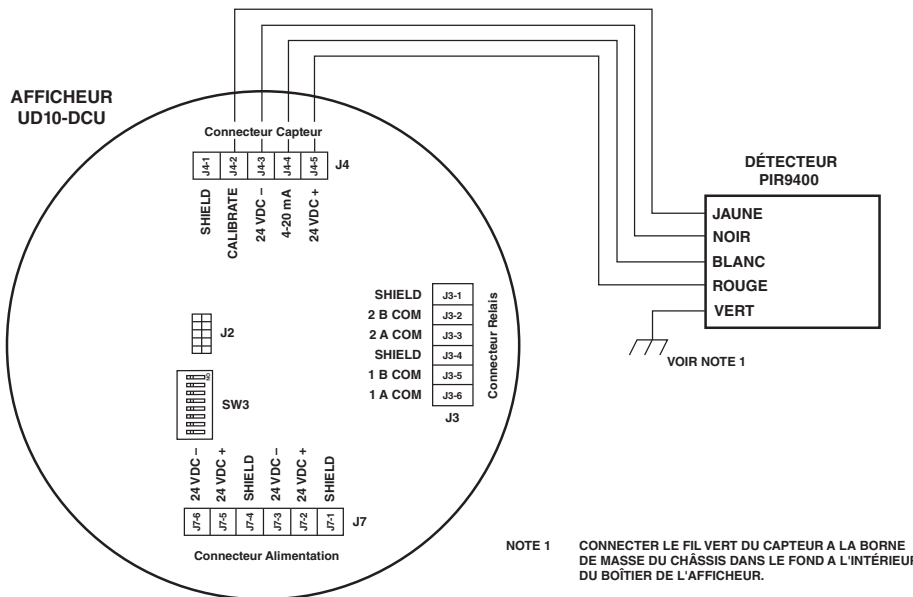 AFFICHEUR
UD10-DCU
Connecteur Capteur
J4-1
J4-2
J4-3
J4-4
J4-5
J4
SHIELD
CALIBRATE
24 VDC –
4-20 mA
24 VDC +
DÉTECTEUR
PIR9400
JAUNE
NOIR
BLANC
ROUGE
VERT
VOIR NOTE 1
SHIELD J3-1
2 B COM J3-2
2 A COM J3-3
SHIELD J3-4
1 B COM J3-5
1 A COM J3-6
J3
Connecteur Relais
J2
SW3
24 VDC –
24 VDC +
SHIELD
24 VDC –
24 VDC +
SHIELD
J7-6
J7-5
J7-4
J7-3
J7-2
J7-1
J7
Connecteur Alimentation
NOTE 1 CONNECTER LE FIL VERT DU CAPTEUR A LA BORNE
DE MASSE DU CHÂSSIS DANS LE FOND A L'INTÉRIEUR
DU BOÎTIER DE L'AFFICHEUR.